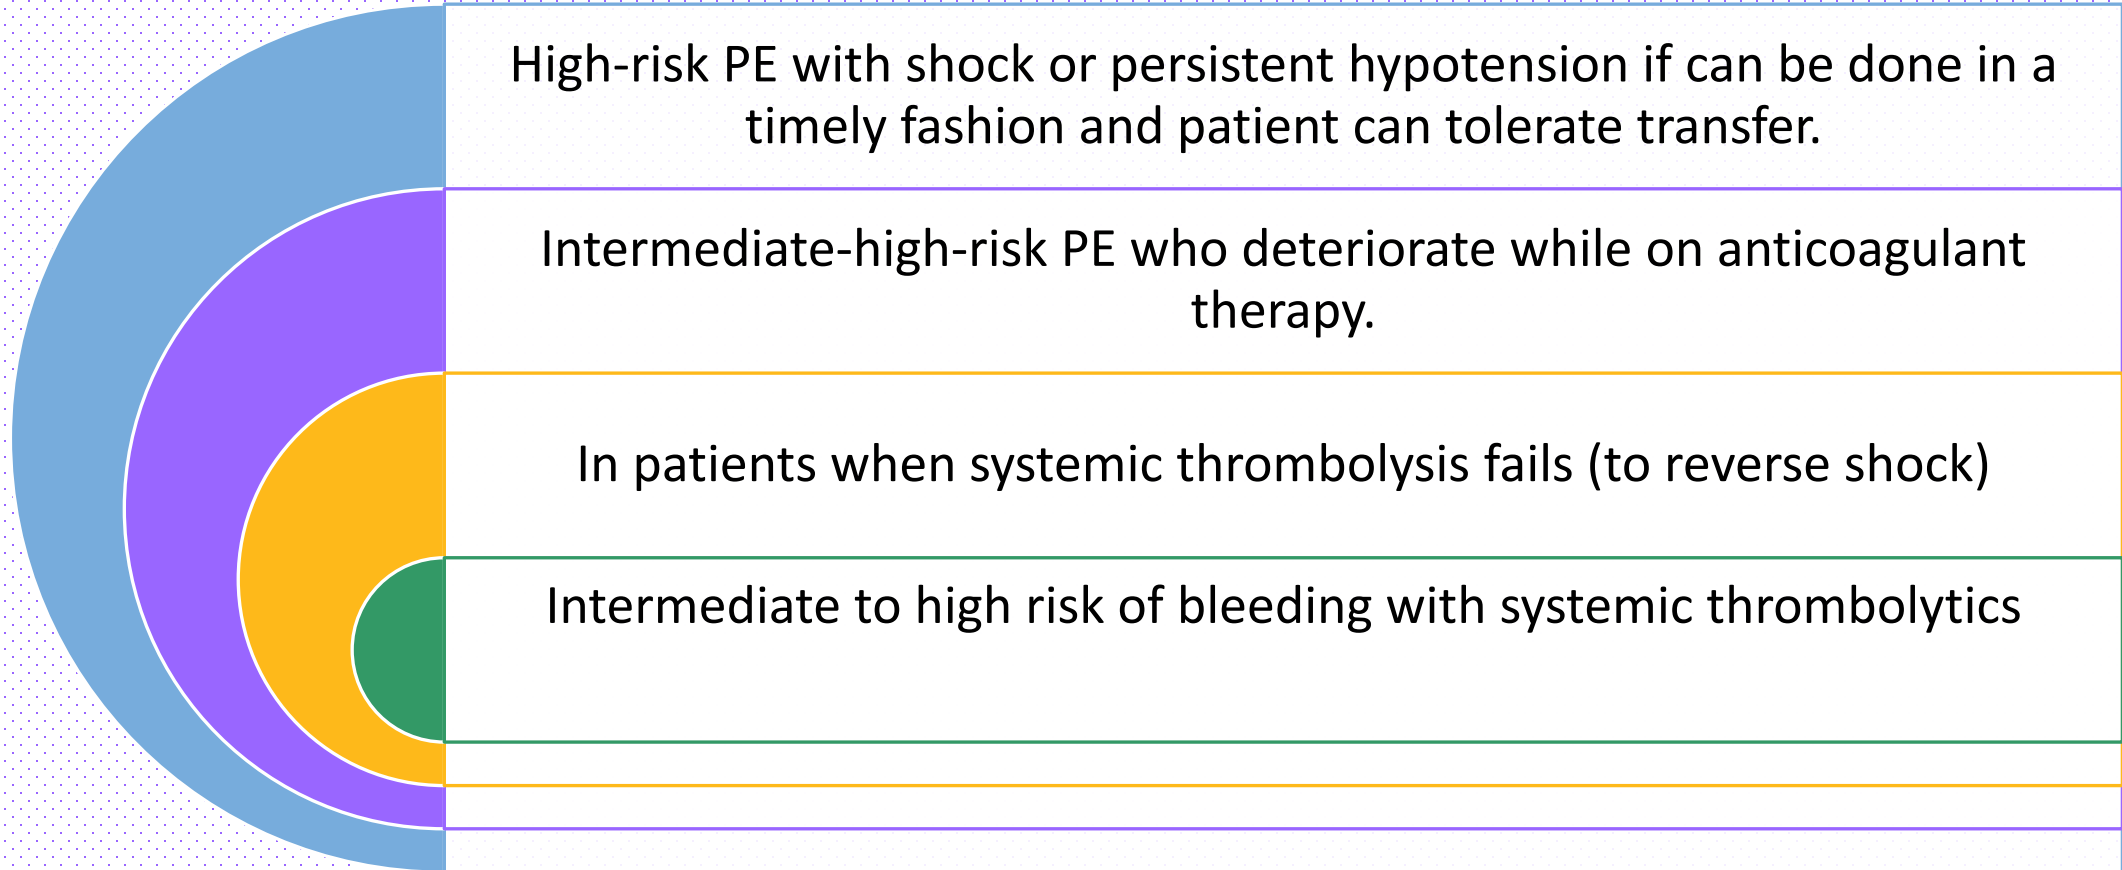 High-risk PE with shock or persistent hypotension if can be done in a
timely fashion and patient can tolerate transfer.
Intermediate-high-risk PE who deteriorate while on anticoagulant
therapy.
In patients when systemic thrombolysis fails (to reverse shock)
Intermediate to high risk of bleeding with systemic thrombolytics